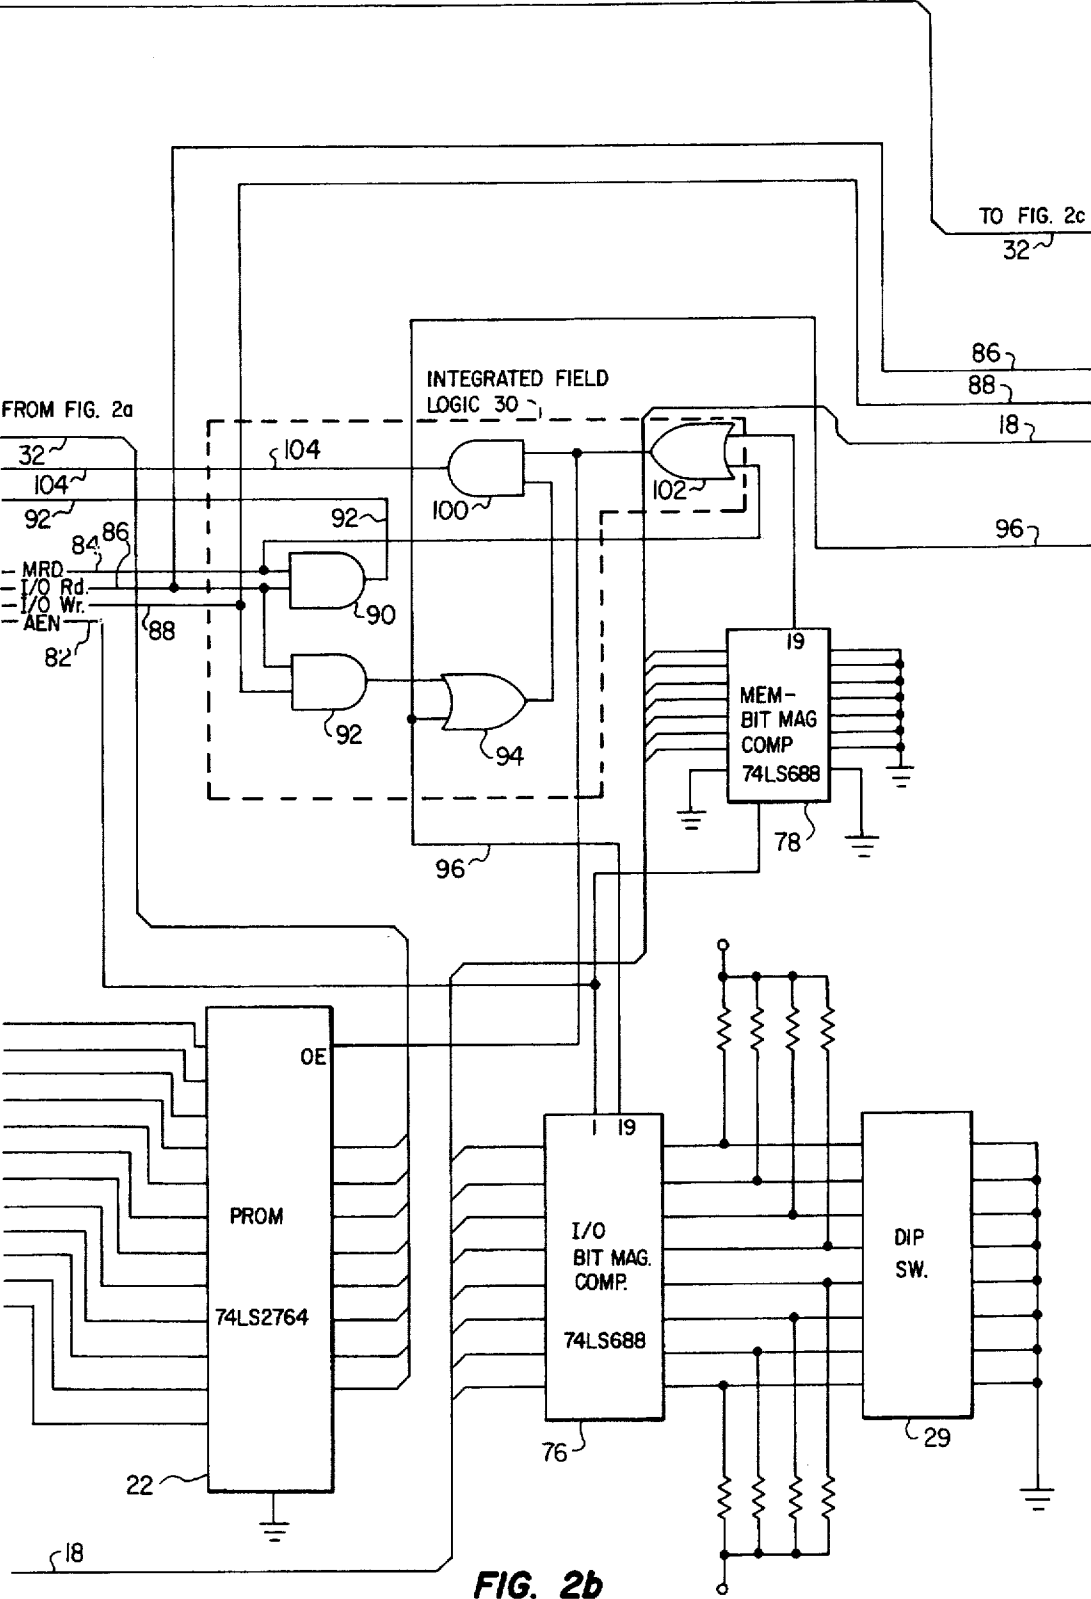 TO FIG. 2c
32
86
88
18
INTEGRATED FIELD
LOGIC 30
FROM FIG. 2a
32
104
104
100
102
92
92
96
84
86
MRD
I/O Rd.
I/O Wr.
AEN
88
82
90
92
94
19
MEM-
BIT MAG
COMP
74LS688
78
96
OE
PROM
74LS2764
22
1 19
I/O
BIT MAG.
COMP.
74LS688
76
DIP
SW.
29
18
FIG. 2b